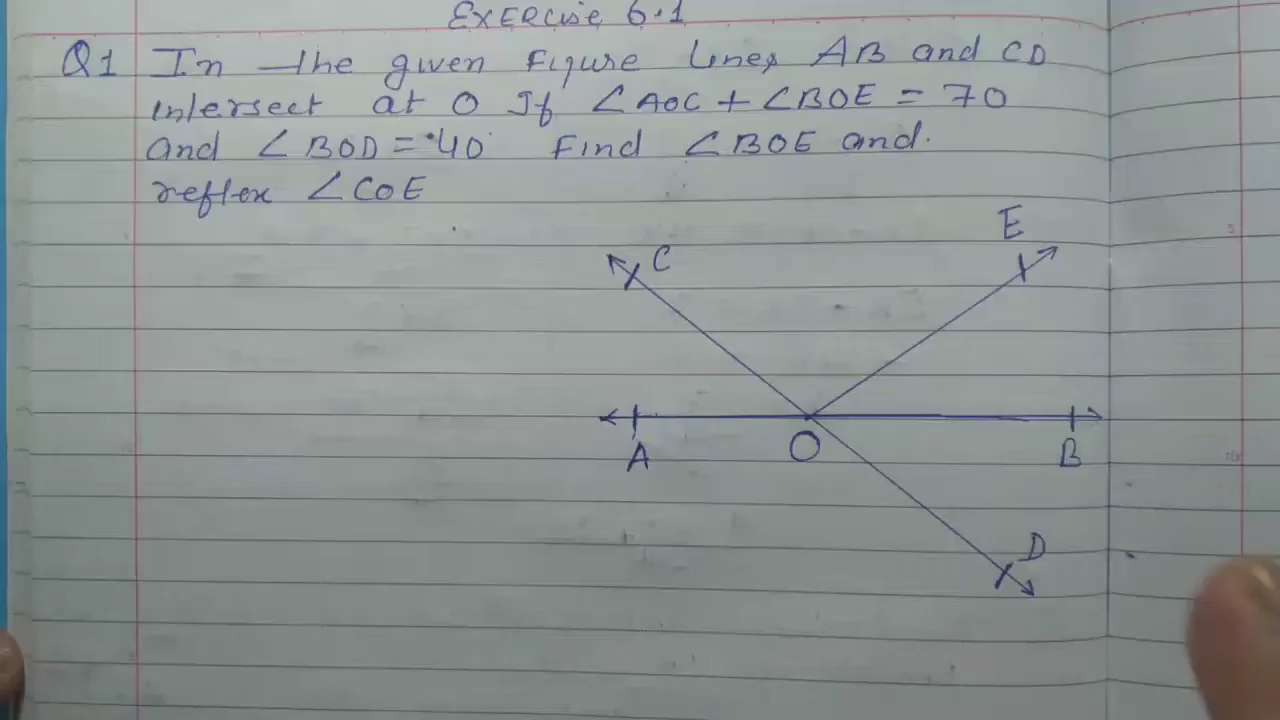 Exercise 6.1
Q1 In the given figure lines AB and CD
intersect at O If ∠AOC + ∠BOE = 70
and ∠BOD = 40° Find ∠BOE and.
reflex ∠COE
E
C
A
O
B
D